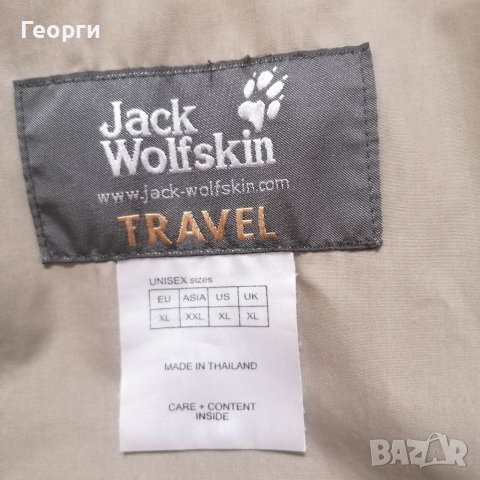 Георги
Jack
Wolfskin
www.jack-wolfskin.com
TRAVEL
UNISEX sizes
EU ASIA US UK
XL XXL XL XL
MADE IN THAILAND
CARE + CONTENT
INSIDE
BAZAR